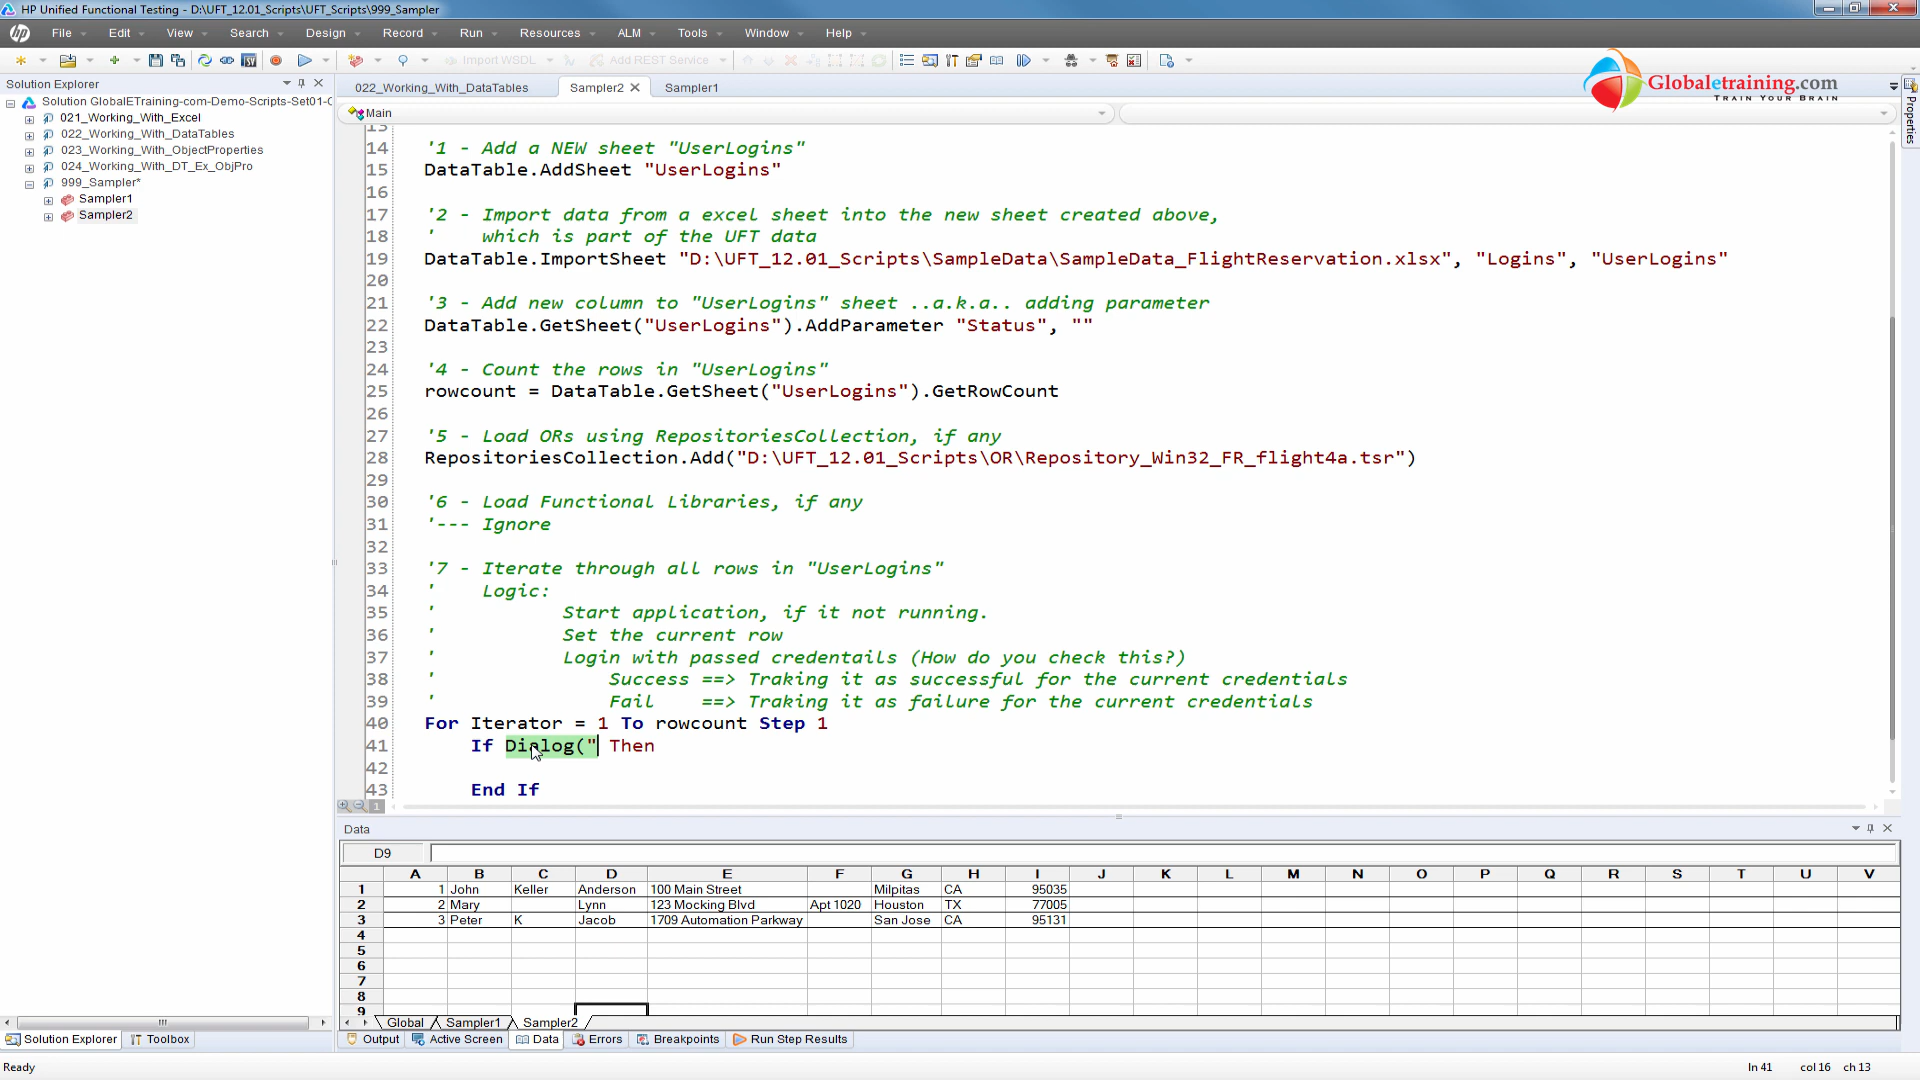 HP Unified Functional Testing - D:\UFT_12.01_Scripts\UFT_Scripts\999_Sampler
File Edit View Search Design Record Run Resources ALM Tools Window Help
Import WSDL Add REST Service
Globaletraining.com
TRAIN YOUR BRAIN
Solution Explorer
022_Working_With_DataTables Sampler2 Sampler1
Properties
Main
Solution GlobalETraining-com-Demo-Scripts-Set01-C
021_Working_With_Excel
022_Working_With_DataTables
023_Working_With_ObjectProperties
024_Working_With_DT_Ex_ObjPro
999_Sampler*
Sampler1
Sampler2
13
14 '1 - Add a NEW sheet "UserLogins"
15 DataTable.AddSheet "UserLogins"
16
17 '2 - Import data from a excel sheet into the new sheet created above,
18 ' which is part of the UFT data
19 DataTable.ImportSheet "D:\UFT_12.01_Scripts\SampleData\SampleData_FlightReservation.xlsx", "Logins", "UserLogins"
20
21 '3 - Add new column to "UserLogins" sheet ..a.k.a.. adding parameter
22 DataTable.GetSheet("UserLogins").AddParameter "Status", ""
23
24 '4 - Count the rows in "UserLogins"
25 rowcount = DataTable.GetSheet("UserLogins").GetRowCount
26
27 '5 - Load ORs using RepositoriesCollection, if any
28 RepositoriesCollection.Add("D:\UFT_12.01_Scripts\OR\Repository_Win32_FR_flight4a.tsr")
29
30 '6 - Load Functional Libraries, if any
31 '--- Ignore
32
33 '7 - Iterate through all rows in "UserLogins"
34 ' Logic:
35 ' Start application, if it not running.
36 ' Set the current row
37 ' Login with passed credentails (How do you check this?)
38 ' Success ==> Traking it as successful for the current credentials
39 ' Fail ==> Traking it as failure for the current credentials
40 For Iterator = 1 To rowcount Step 1
41 If Dialog(" Then
42
43 End If
1
Data
D9
A B C D E F G H I J K L M N O P Q R S T U V
1 1 John Keller Anderson 100 Main Street Milpitas CA 95035
2 2 Mary Lynn 123 Mocking Blvd Apt 1020 Houston TX 77005
3 3 Peter K Jacob 1709 Automation Parkway San Jose CA 95131
4
5
6
7
8
9
Global Sampler1 Sampler2
Solution Explorer Toolbox Output Active Screen Data Errors Breakpoints Run Step Results
Ready ln 41 col 16 ch 13